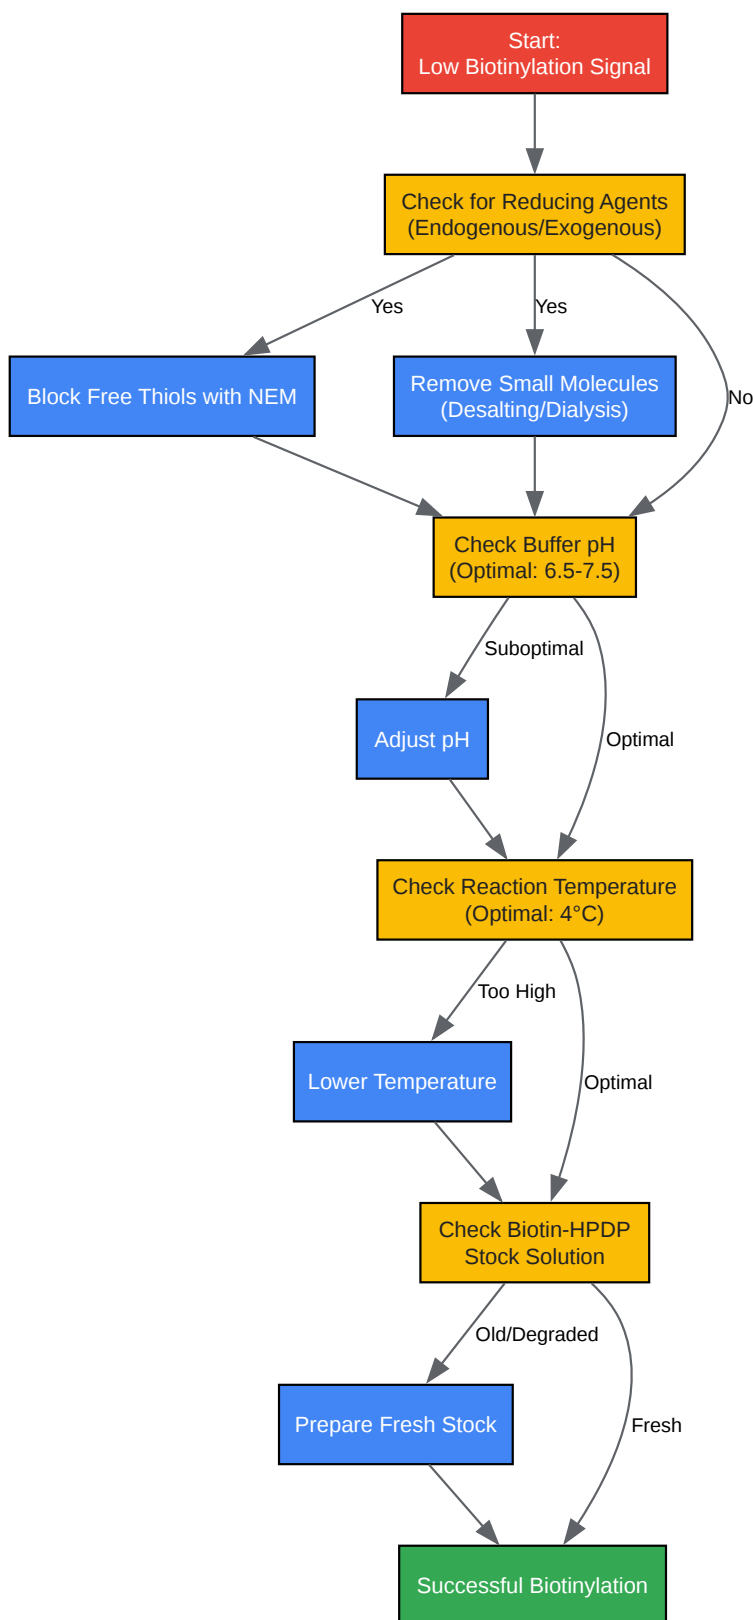 Start:
Low Biotinylation Signal
Check for Reducing Agents
(Endogenous/Exogenous)
Yes
Yes
No
Block Free Thiols with NEM
Remove Small Molecules
(Desalting/Dialysis)
Check Buffer pH
(Optimal: 6.5-7.5)
Suboptimal
Optimal
Adjust pH
Check Reaction Temperature
(Optimal: 4°C)
Too High
Optimal
Lower Temperature
Check Biotin-HPDP
Stock Solution
Old/Degraded
Fresh
Prepare Fresh Stock
Successful Biotinylation